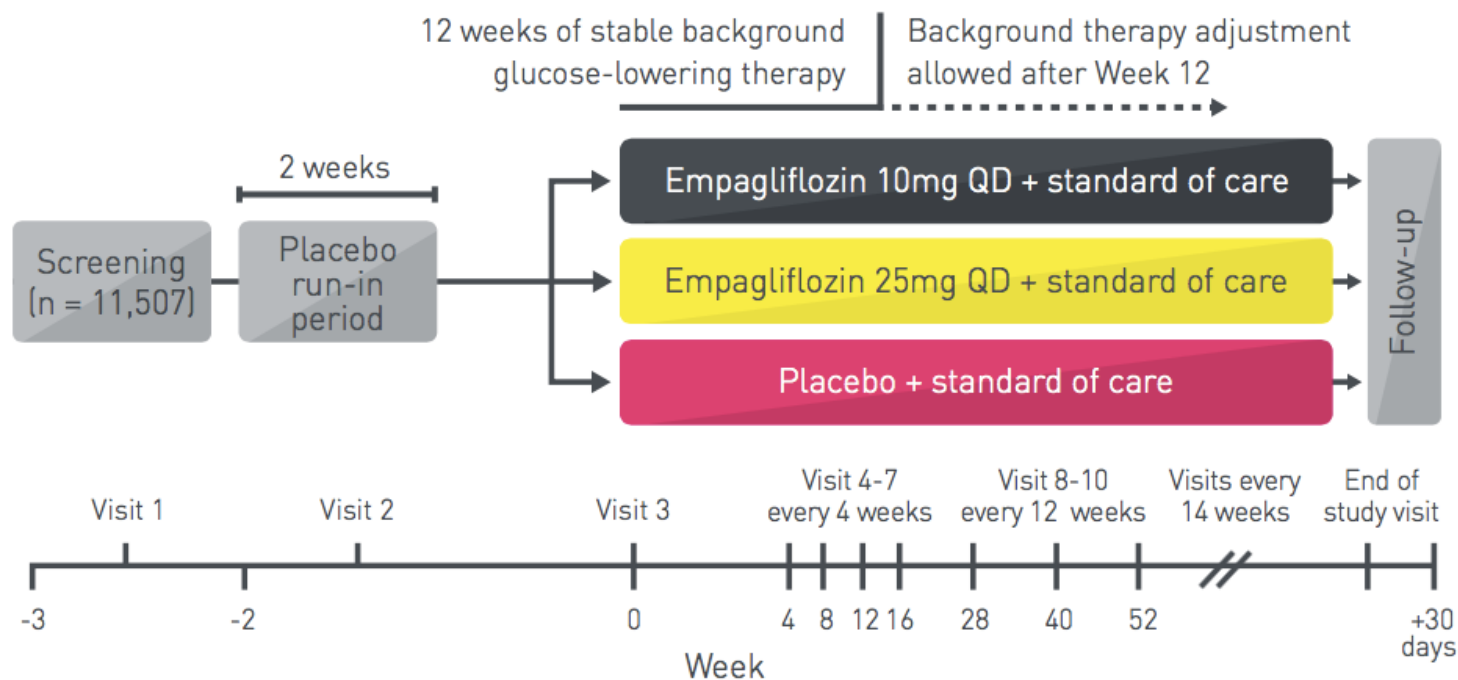 12 weeks of stable background
glucose-lowering therapy
Background therapy adjustment
allowed after Week 12
2 weeks
Screening
(n = 11,507)
Placebo
run-in
period
Empagliflozin 10mg QD + standard of care
Empagliflozin 25mg QD + standard of care
Placebo + standard of care
Follow-up
Visit 1
Visit 2
Visit 3
Visit 4-7
every 4 weeks
Visit 8-10
every 12 weeks
Visits every
14 weeks
End of
study visit
-3
-2
0
4
8
12
16
28
40
52
+30
days
Week